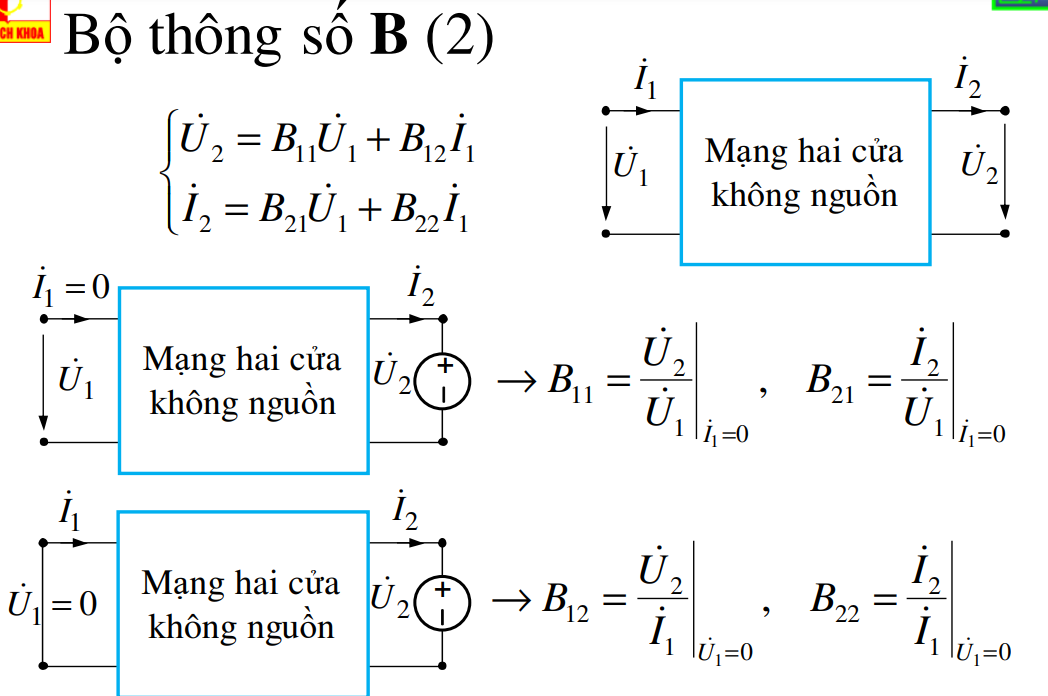 CH KHOA
Bộ thông số B (2)
U̇₂ = B₁₁U̇₁ + B₁₂İ₁
İ₂ = B₂₁U̇₁ + B₂₂İ₁
İ₁
İ₂
U̇₁
Mạng hai cửa
không nguồn
U̇₂
İ₁ = 0
İ₂
U̇₁
Mạng hai cửa
không nguồn
U̇₂
+
–
→ B₁₁ = U̇₂/U̇₁ |İ₁=0 , B₂₁ = İ₂/U̇₁ |İ₁=0
İ₁
İ₂
U̇₁ = 0
Mạng hai cửa
không nguồn
U̇₂
+
–
→ B₁₂ = U̇₂/İ₁ |U̇₁=0 , B₂₂ = İ₂/İ₁ |U̇₁=0